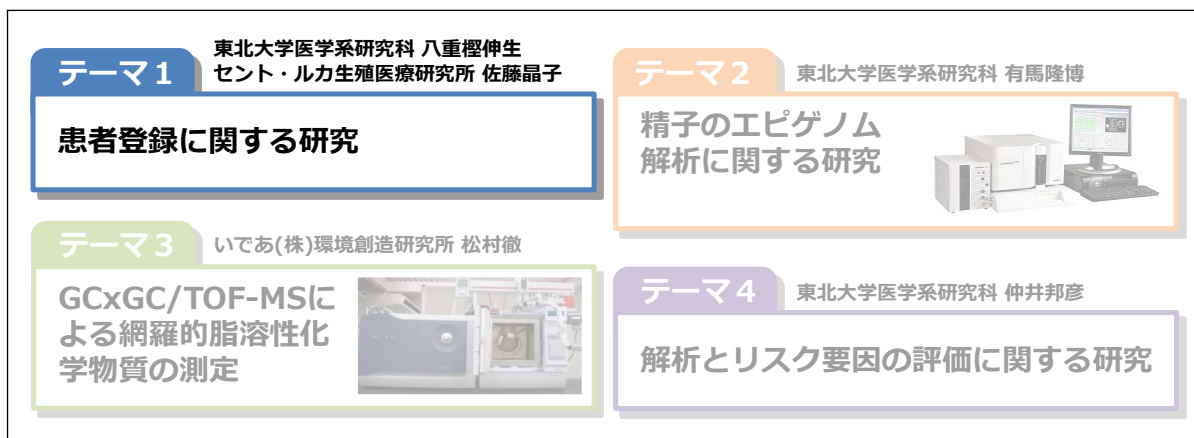 テーマ1
東北大学医学系研究科 八重樫伸生
セント・ルカ生殖医療研究所 佐藤晶子
患者登録に関する研究
テーマ2
東北大学医学系研究科 有馬隆博
精子のエピゲノム
解析に関する研究
テーマ3
いであ(株)環境創造研究所 松村徹
GCxGC/TOF-MSに
よる網羅的脂溶性化
学物質の測定
テーマ4
東北大学医学系研究科 仲井邦彦
解析とリスク要因の評価に関する研究